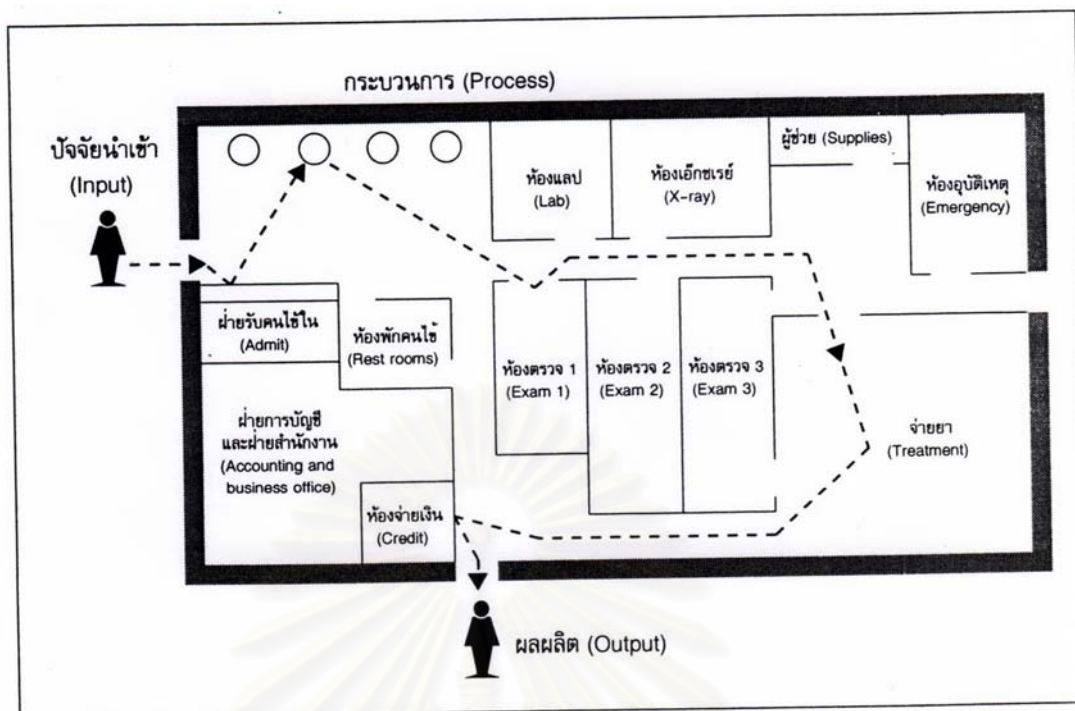 กระบวนการ (Process)
ปัจจัยนำเข้า
(Input)
ห้องแลป
(Lab)
ห้องเอ๊กซเรย์
(X-ray)
ผู้ช่วย (Supplies)
ห้องอุบัติเหตุ
(Emergency)
ฝ่ายรับคนไข้ใน
(Admit)
ห้องพักคนไข้
(Rest rooms)
ห้องตรวจ 1
(Exam 1)
ห้องตรวจ 2
(Exam 2)
ห้องตรวจ 3
(Exam 3)
ฝ่ายการบัญชี
และฝ่ายสำนักงาน
(Accounting and
business office)
จ่ายยา
(Treatment)
ห้องจ่ายเงิน
(Credit)
ผลผลิต (Output)